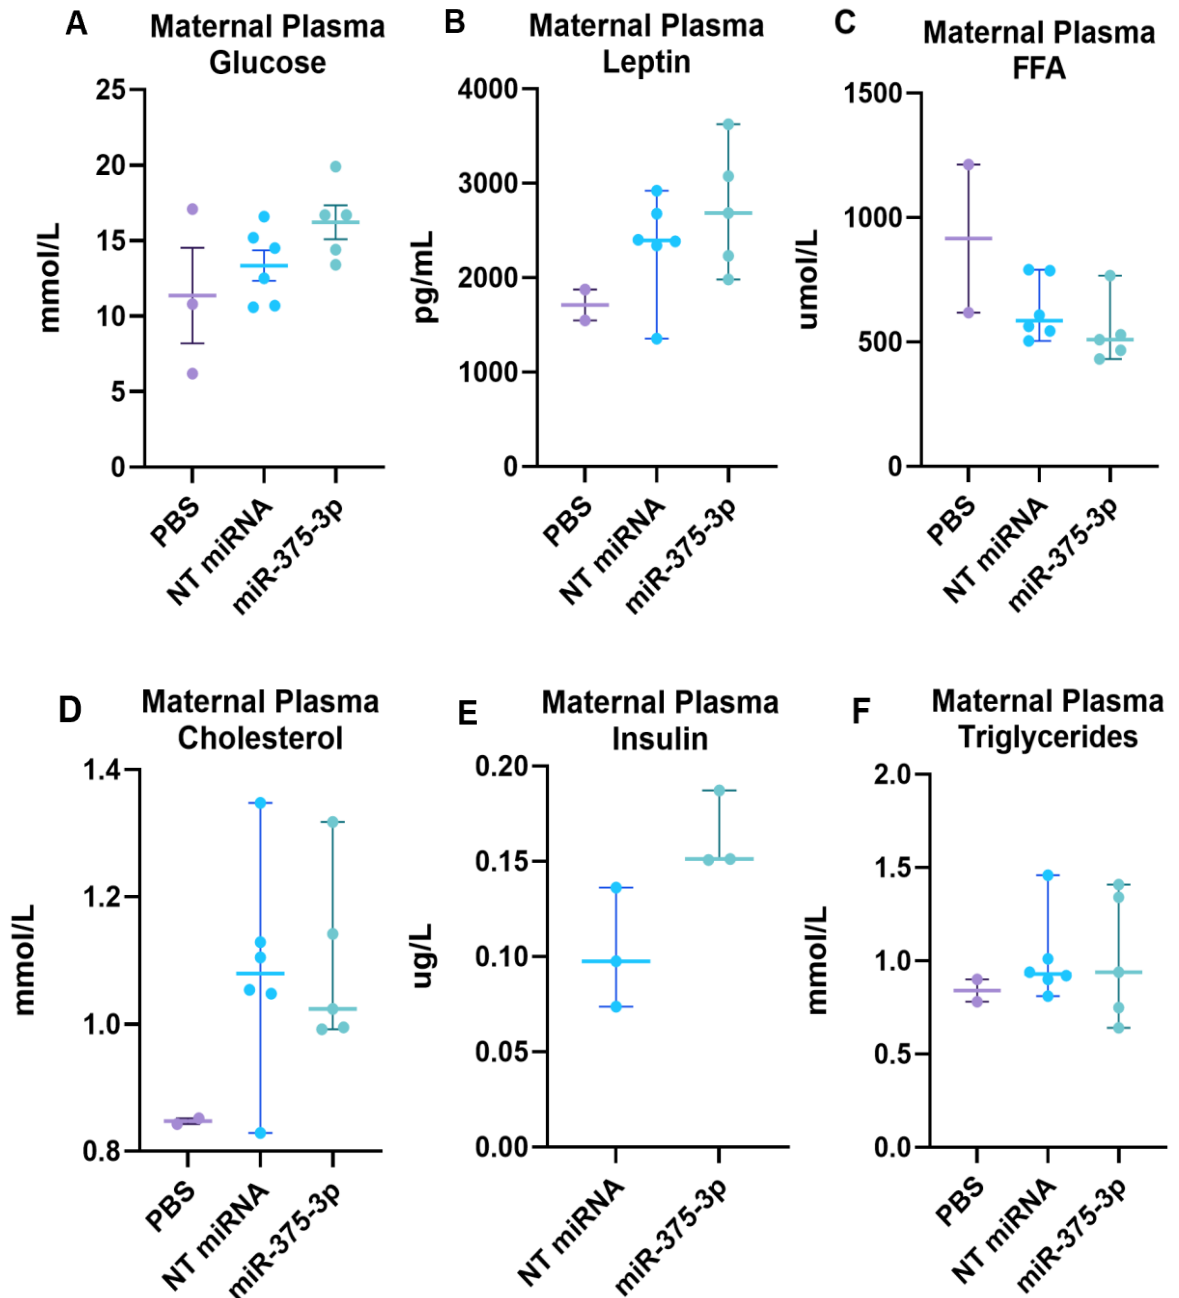 A
Maternal Plasma
Glucose
mmol/L
25
20
15
10
5
0
PBS
NT miRNA
miR-375-3p
B
Maternal Plasma
Leptin
pg/mL
4000
3000
2000
1000
0
PBS
NT miRNA
miR-375-3p
C
Maternal Plasma
FFA
umol/L
1500
1000
500
0
PBS
NT miRNA
miR-375-3p
D
Maternal Plasma
Cholesterol
mmol/L
1.4
1.2
1.0
0.8
PBS
NT miRNA
miR-375-3p
E
Maternal Plasma
Insulin
ug/L
0.20
0.15
0.10
0.05
0.00
NT miRNA
miR-375-3p
F
Maternal Plasma
Triglycerides
mmol/L
2.0
1.5
1.0
0.5
0.0
PBS
NT miRNA
miR-375-3p